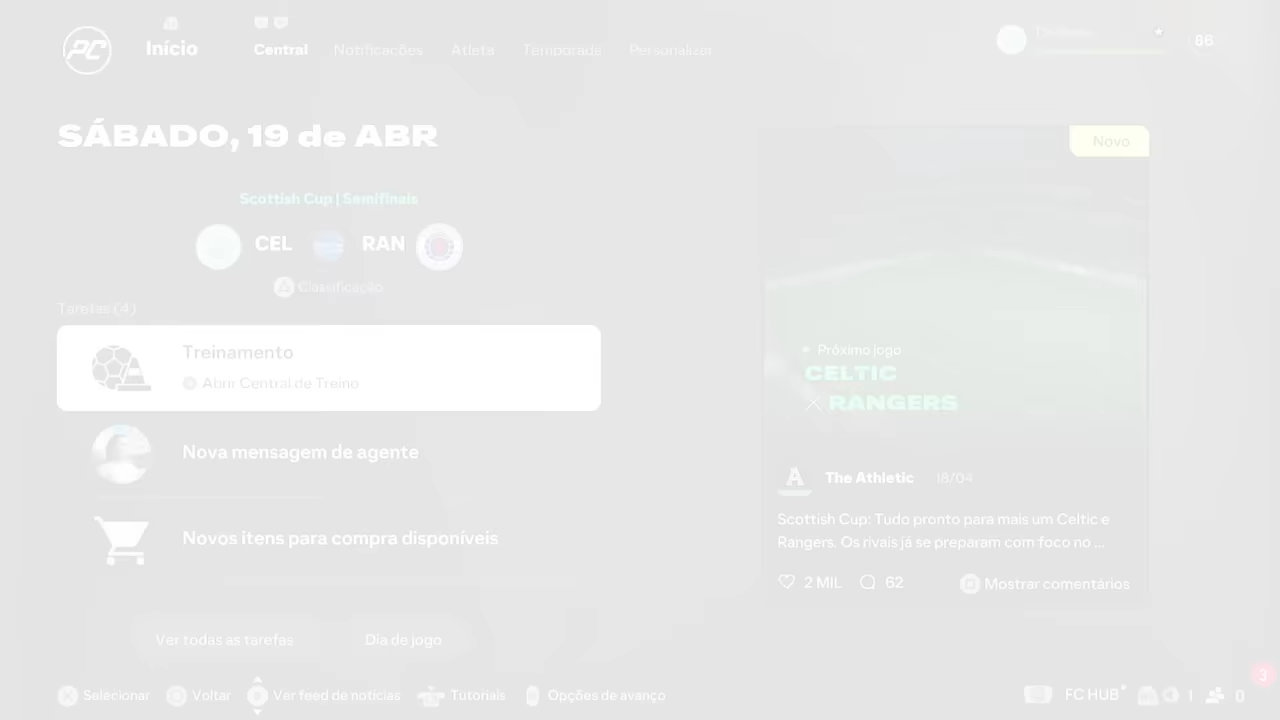 PC
Início
Central Notificações Atleta Temporada Personalizar
86
SÁBADO, 19 de ABR
Scottish Cup | Semifinais
CEL RAN
Classificação
Tarefas (4)
Treinamento
Abrir Central de Treino
Nova mensagem de agente
Novos itens para compra disponíveis
Ver todas as tarefas Dia de jogo
Novo
Próximo jogo
CELTIC
X RANGERS
A The Athletic 18/04
Scottish Cup: Tudo pronto para mais um Celtic e
Rangers. Os rivais já se preparam com foco no ...
2 MIL 62 Mostrar comentários
Selecionar Voltar Ver feed de notícias Tutoriais Opções de avanço
FC HUB 1 0
3